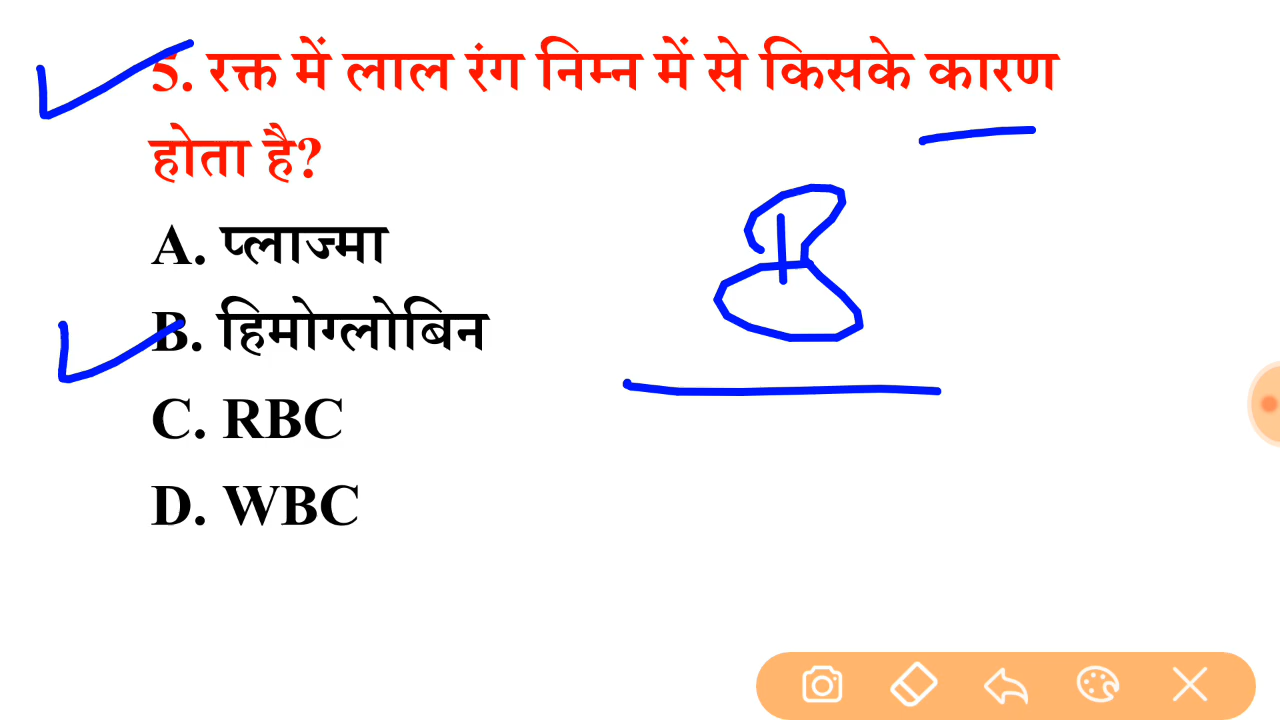 5. रक्त में लाल रंग निम्न में से किसके कारण
होता है?
A. प्लाज्मा
B. हिमोग्लोबिन
C. RBC
D. WBC